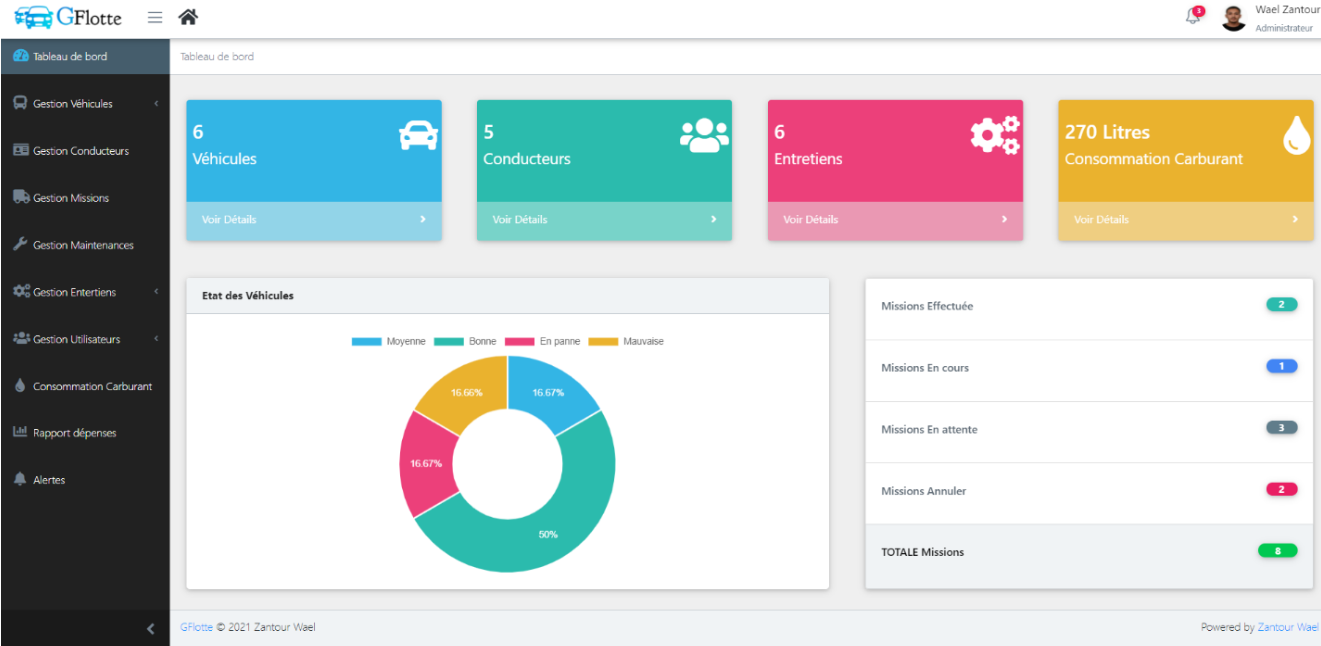 GFlotte
3
Wael Zantour
Administrateur
Tableau de bord
Gestion Véhicules
Gestion Conducteurs
Gestion Missions
Gestion Maintenances
Gestion Entertiens
Gestion Utilisateurs
Consommation Carburant
Rapport dépenses
Alertes
Tableau de bord
6
Véhicules
Voir Détails
5
Conducteurs
Voir Détails
6
Entretiens
Voir Détails
270 Litres
Consommation Carburant
Voir Détails
Etat des Véhicules
Moyenne Bonne En panne Mauvaise
16.66% 16.67%
16.67%
50%
Missions Effectuée 2
Missions En cours 1
Missions En attente 3
Missions Annuler 2
TOTALE Missions 8
GFlotte © 2021 Zantour Wael
Powered by Zantour Wael